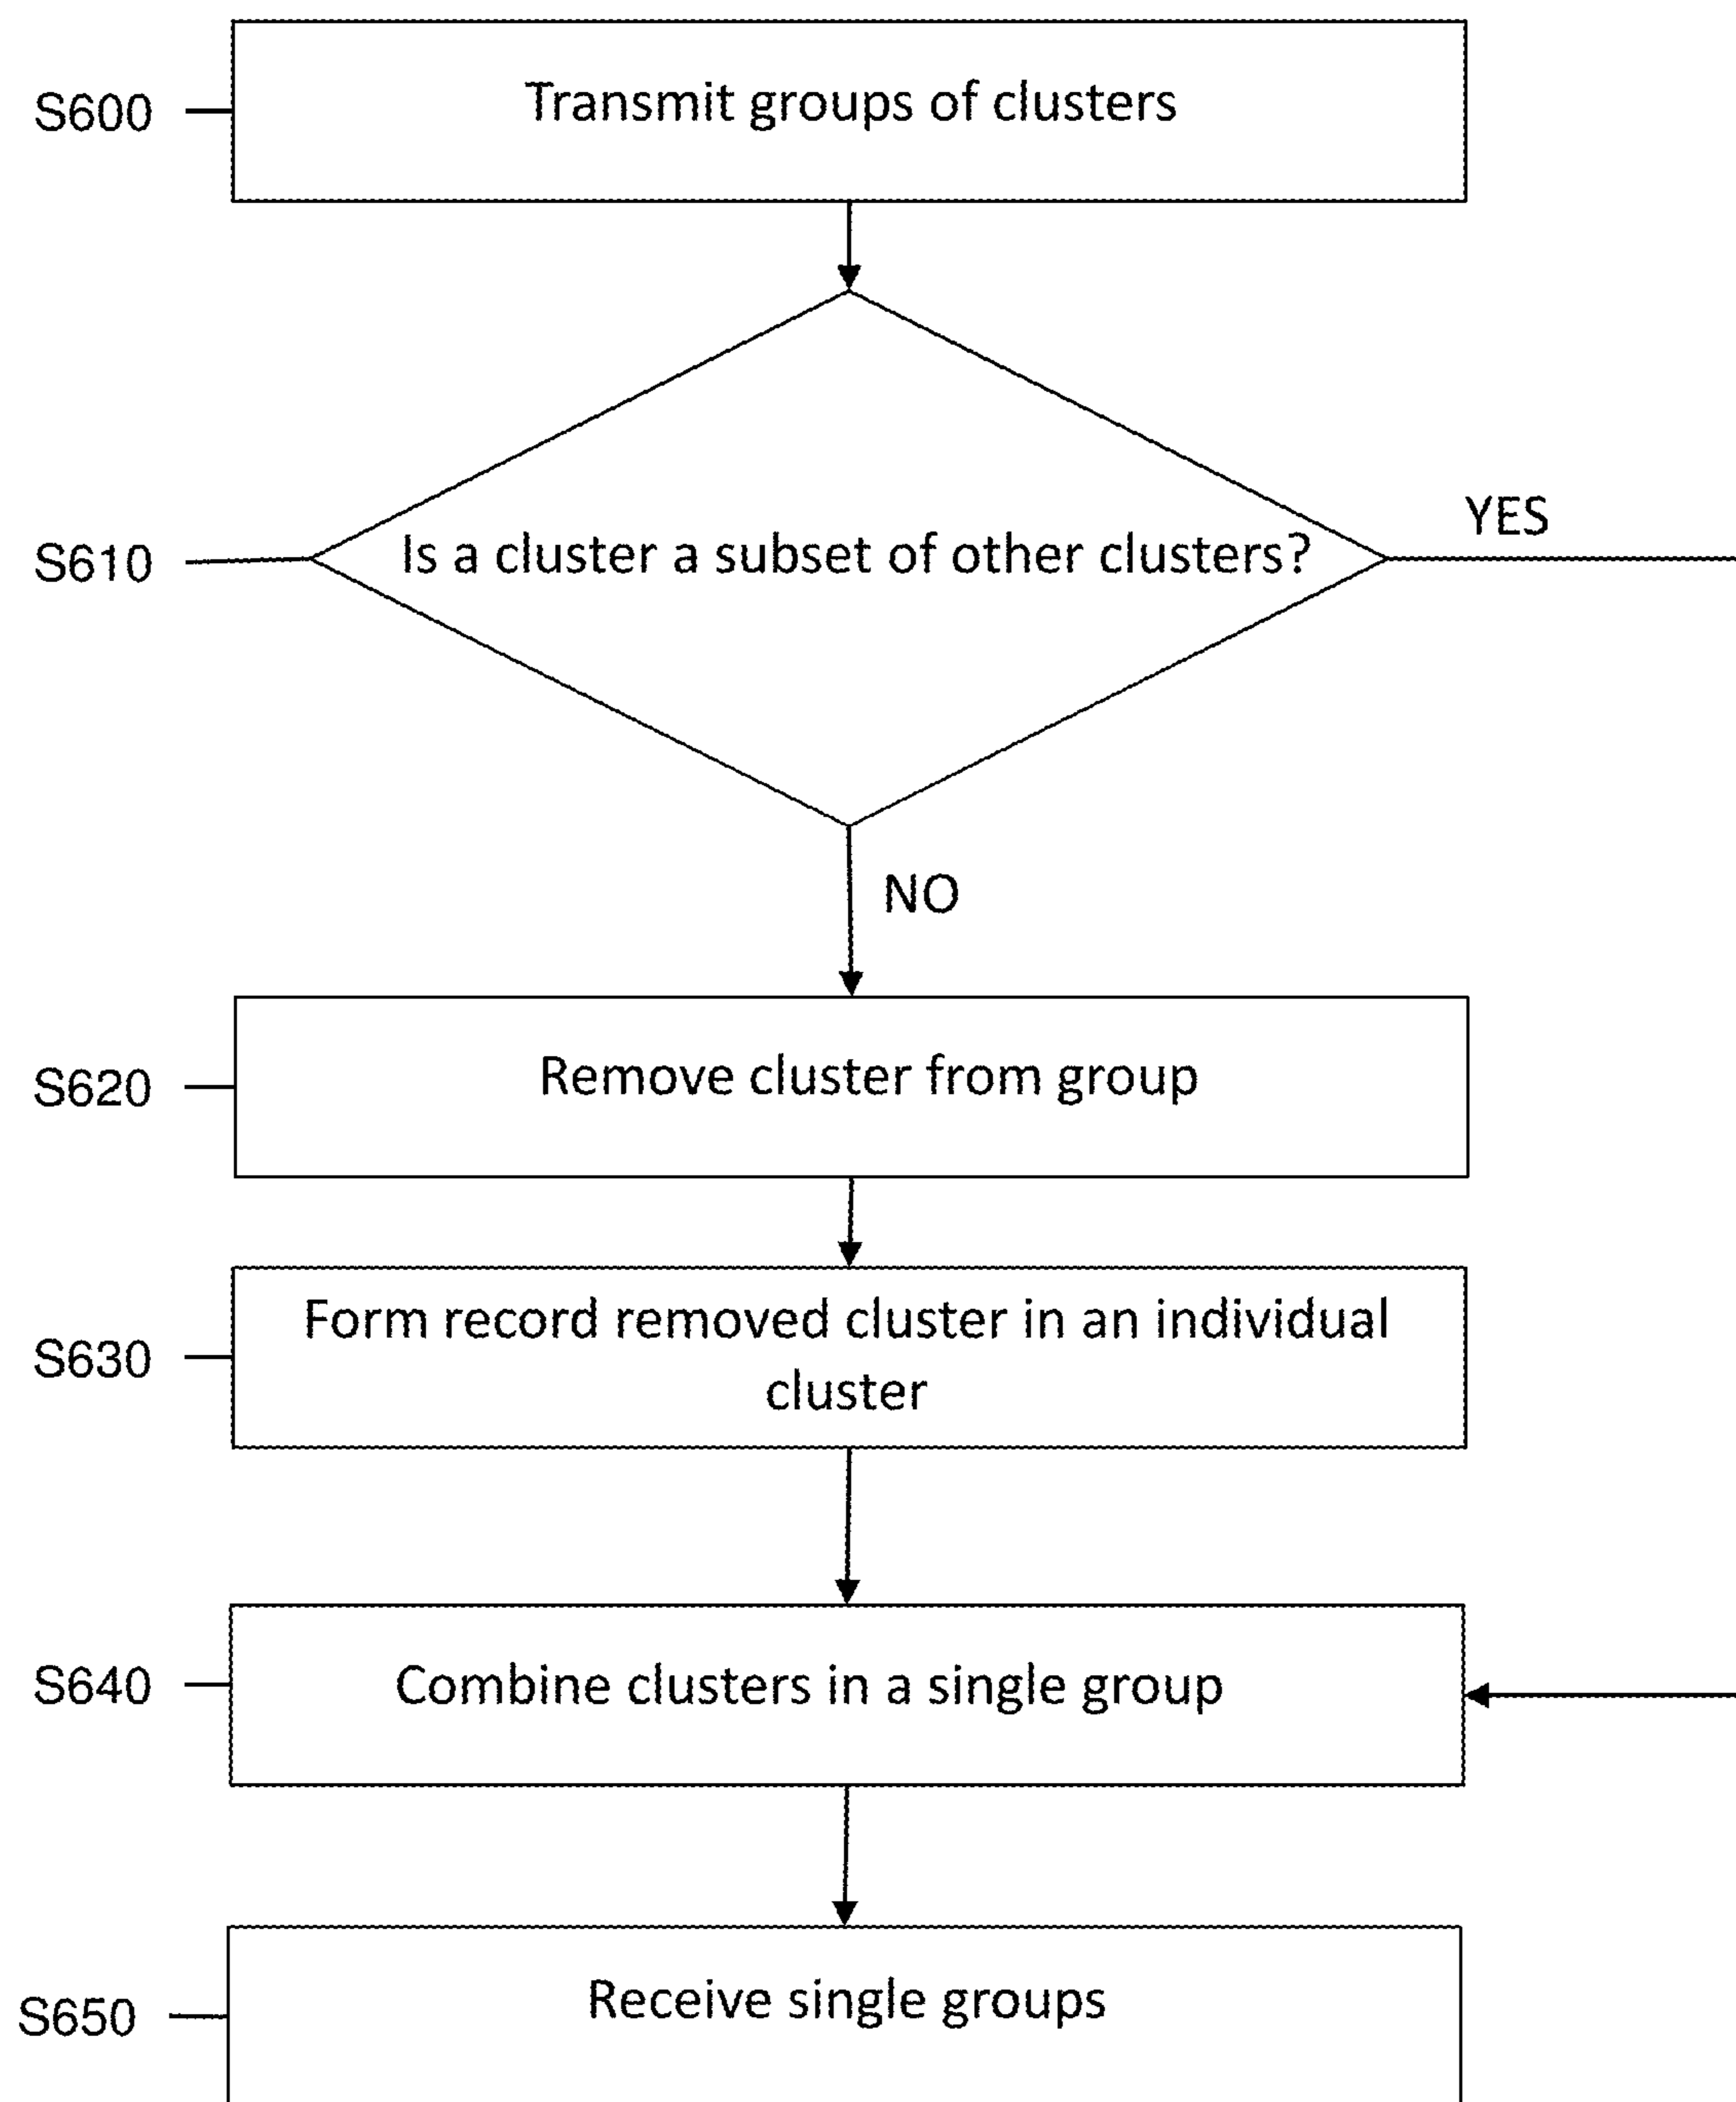 S600
Transmit groups of clusters
S610
Is a cluster a subset of other clusters?
YES
NO
S620
Remove cluster from group
S630
Form record removed cluster in an individual
cluster
S640
Combine clusters in a single group
S650
Receive single groups